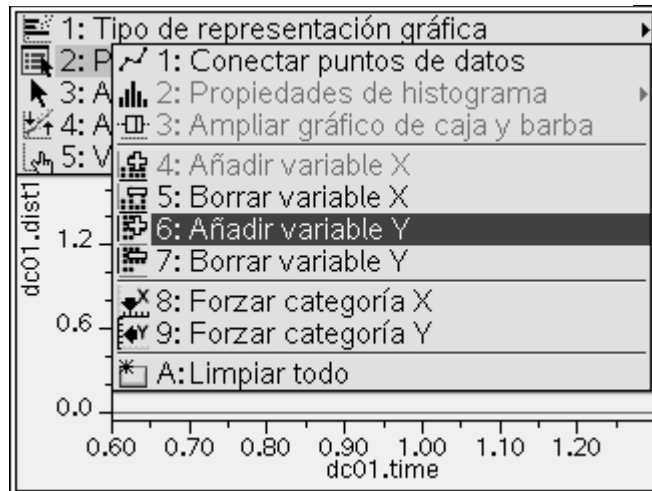 1: Tipo de representación gráfica
2: P
3: A
4: A
5: V
1: Conectar puntos de datos
2: Propiedades de histograma
3: Ampliar gráfico de caja y barba
4: Añadir variable X
5: Borrar variable X
6: Añadir variable Y
7: Borrar variable Y
8: Forzar categoría X
9: Forzar categoría Y
A: Limpiar todo
dc01.dist1
1.2
0.6
0.0
0.60 0.70 0.80 0.90 1.00 1.10 1.20
dc01.time